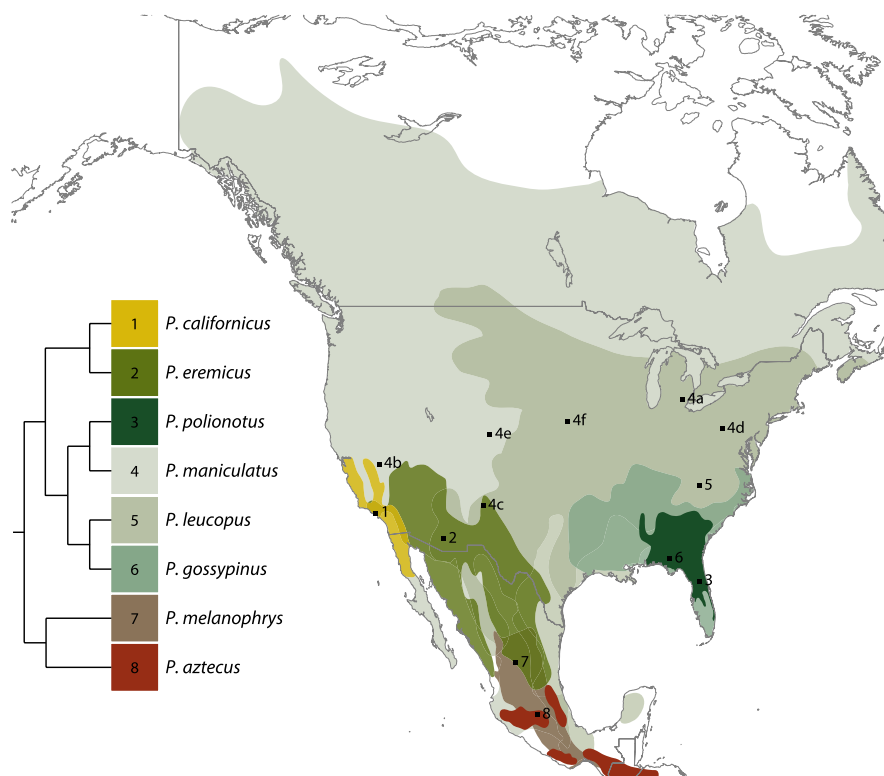 1 P. californicus
2 P. eremicus
3 P. polionotus
4 P. maniculatus
5 P. leucopus
6 P. gossypinus
7 P. melanophrys
8 P. aztecus
4a
4f
4d
4e
4b
5
4c
1
2
6
3
7
8